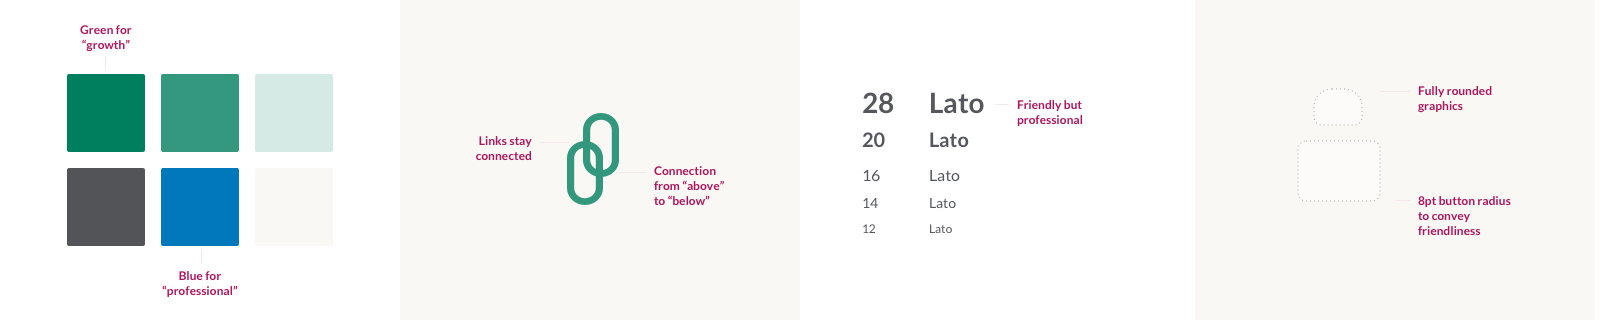 Green for
“growth”
Blue for
“professional”
Links stay
connected
Connection
from “above”
to “below”
28 Lato
20 Lato
16 Lato
14 Lato
12 Lato
Friendly but
professional
Fully rounded
graphics
8pt button radius
to convey
friendliness